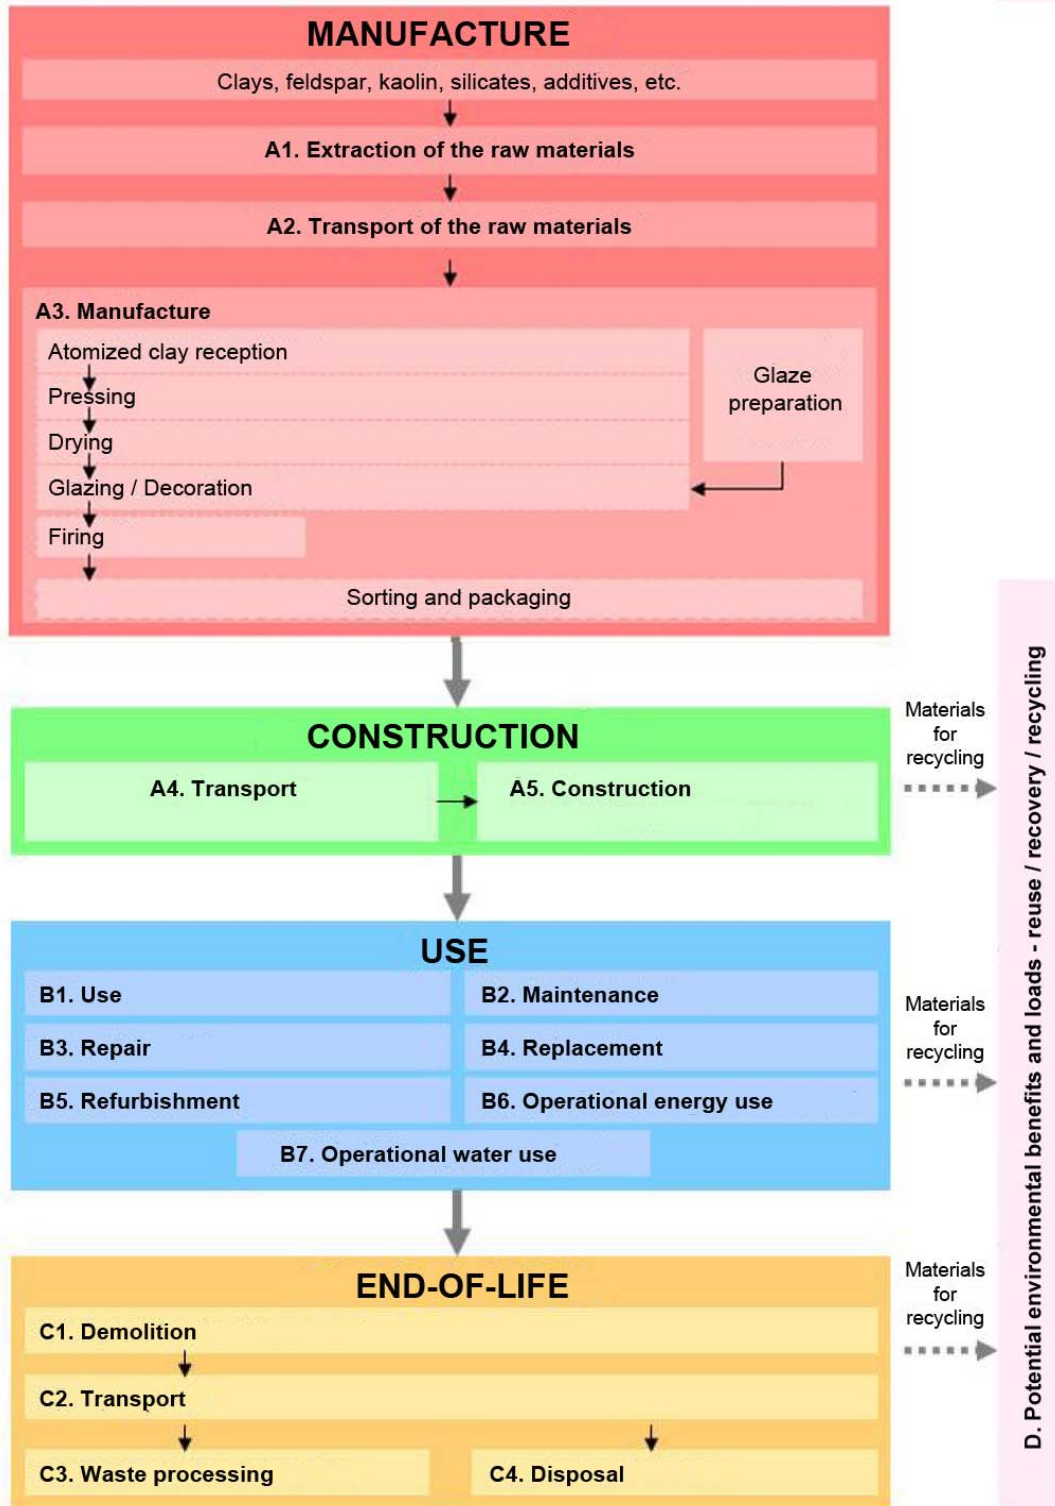 MANUFACTURE
Clays, feldspar, kaolin, silicates, additives, etc.
A1. Extraction of the raw materials
A2. Transport of the raw materials
A3. Manufacture
Atomized clay reception
Pressing
Drying
Glazing / Decoration
Firing
Glaze
preparation
Sorting and packaging
CONSTRUCTION
A4. Transport
A5. Construction
Materials
for
recycling
USE
B1. Use
B2. Maintenance
B3. Repair
B4. Replacement
B5. Refurbishment
B6. Operational energy use
B7. Operational water use
Materials
for
recycling
END-OF-LIFE
C1. Demolition
C2. Transport
C3. Waste processing
C4. Disposal
Materials
for
recycling
D. Potential environmental benefits and loads - reuse / recovery / recycling